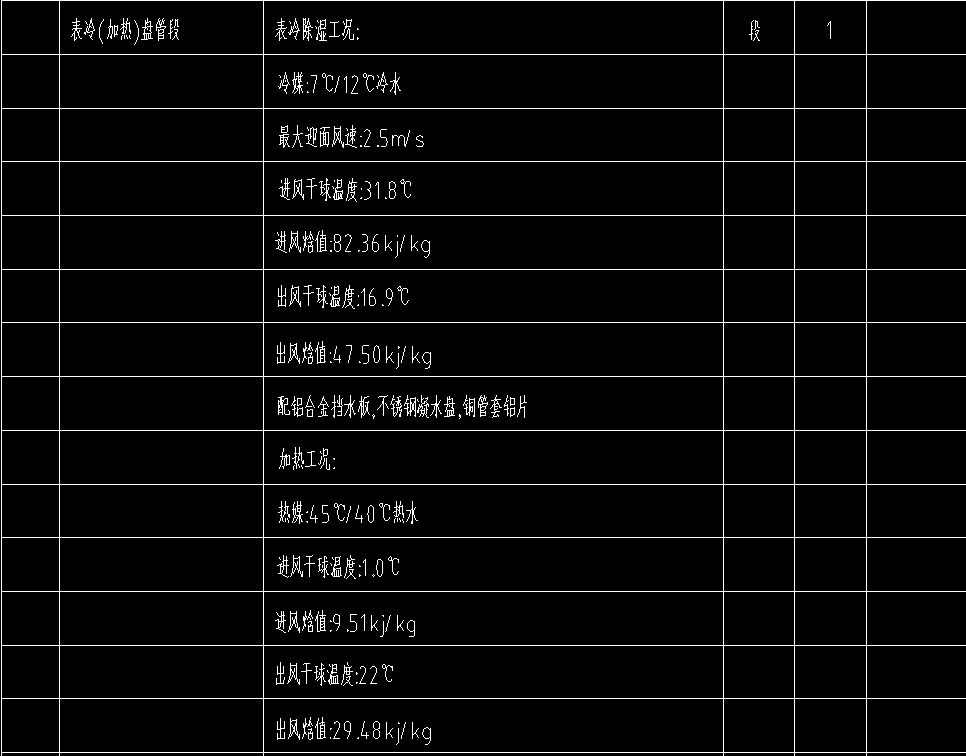 表冷(加热)盘管段 表冷除湿工况: 段 1
冷媒:7℃/12℃冷水
最大迎面风速:2.5m/s
进风干球温度:31.8℃
进风焓值:82.36kj/kg
出风干球温度:16.9℃
出风焓值:47.50kj/kg
配铝合金挡水板,不锈钢凝水盘,铜管套铝片
加热工况:
热媒:45℃/40℃热水
进风干球温度:1.0℃
进风焓值:9.51kj/kg
出风干球温度:22℃
出风焓值:29.48kj/kg